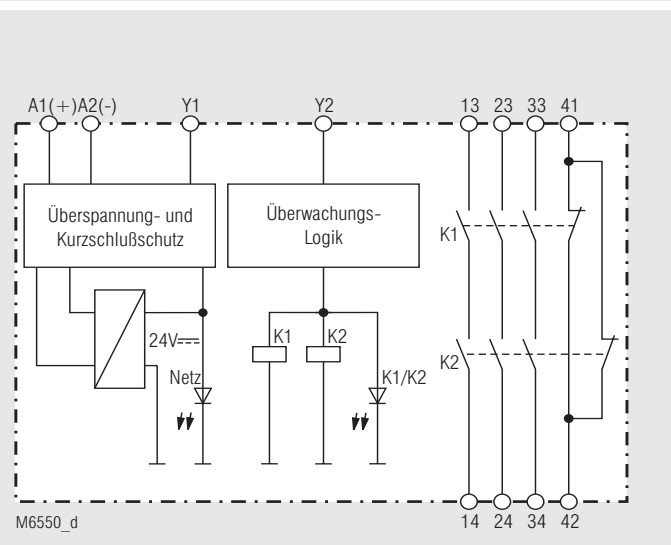 A1(+) A2(-) Y1 Y2 13 23 33 41
Überspannung- und
Kurzschlußschutz
Überwachungs-
Logik
K1
24V
K1
K2
Netz
K1/K2
K2
M6550_d
14 24 34 42